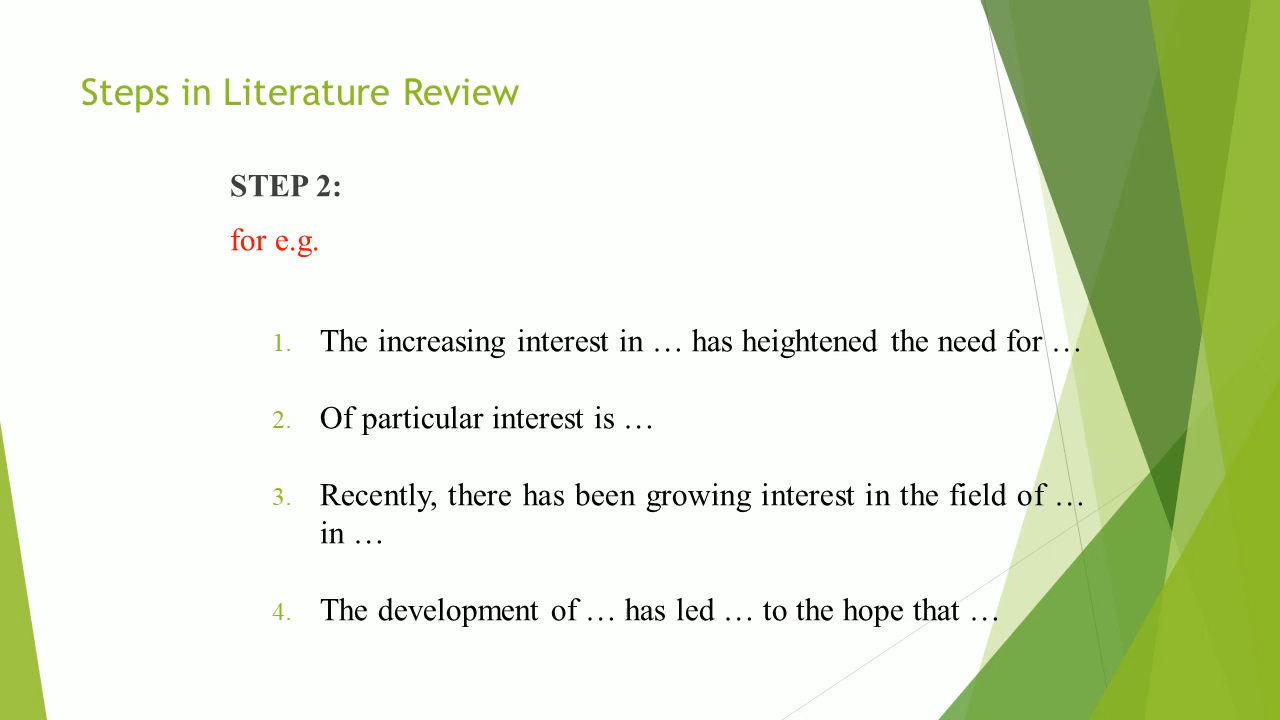 Steps in Literature Review
STEP 2:
for e.g.
1. The increasing interest in … has heightened the need for …
2. Of particular interest is …
3. Recently, there has been growing interest in the field of …
in …
4. The development of … has led … to the hope that …